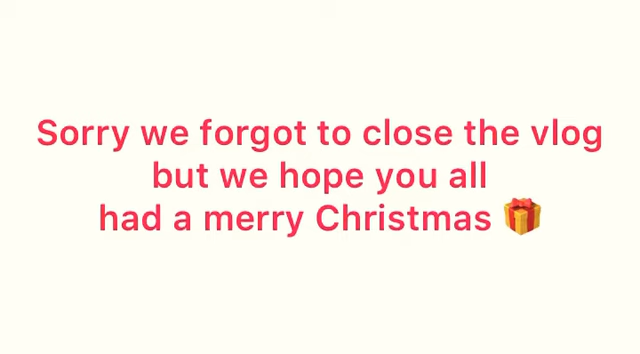 Sorry we forgot to close the vlog
but we hope you all
had a merry Christmas 🎁